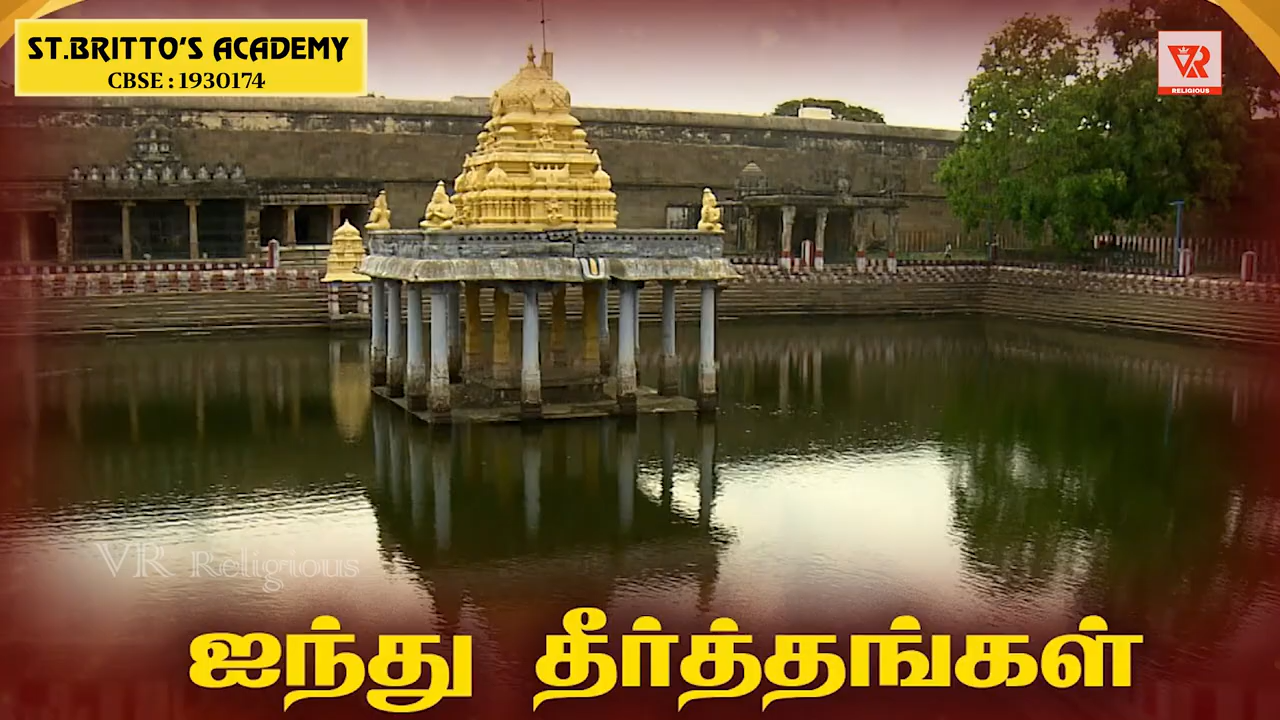 ST.BRITTO'S ACADEMY
CBSE : 1930174
VR
RELIGIOUS
VR Religious
ஐந்து தீர்த்தங்கள்